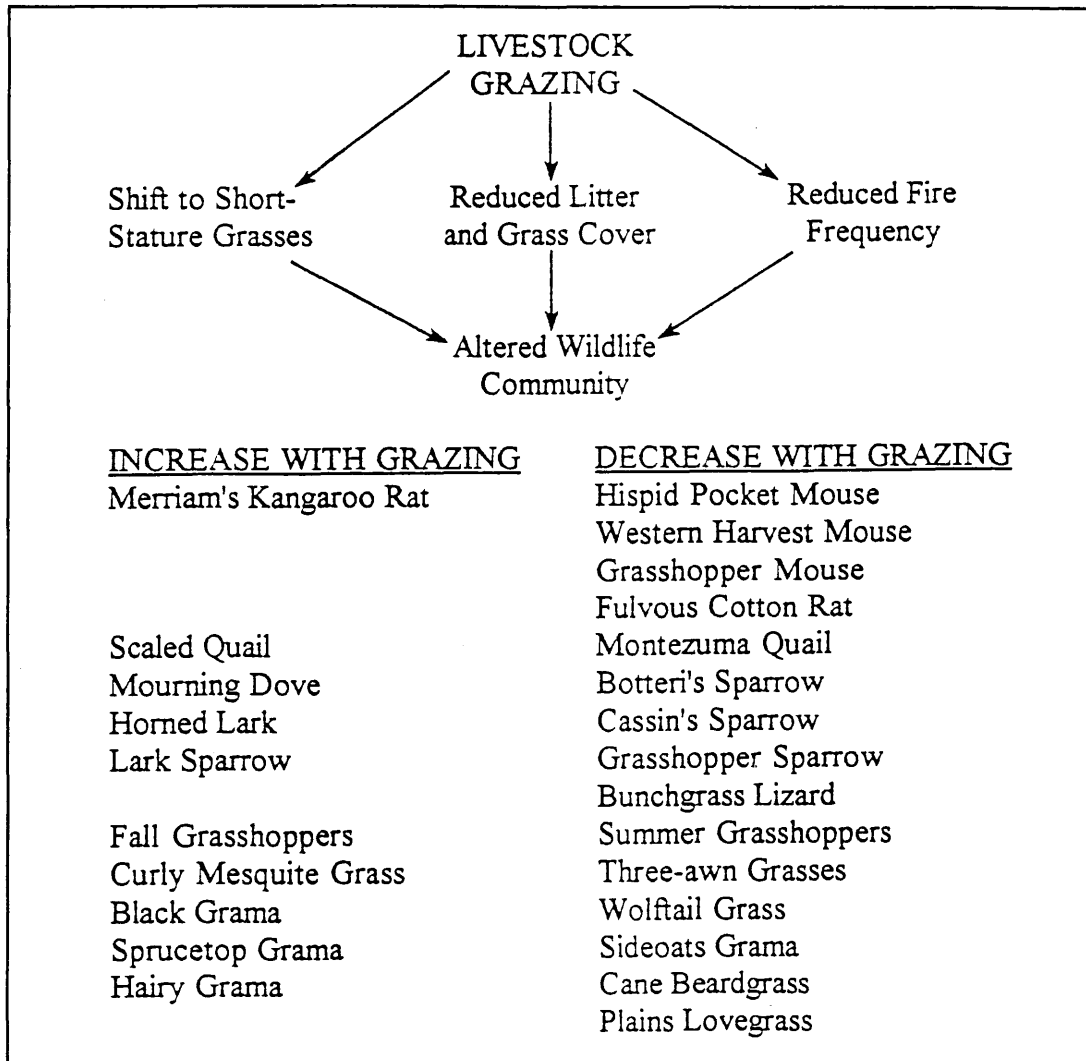 LIVESTOCK
GRAZING
Shift to Short-
Stature Grasses
Reduced Litter
and Grass Cover
Reduced Fire
Frequency
Altered Wildlife
Community
INCREASE WITH GRAZING
Merriam's Kangaroo Rat
Scaled Quail
Mourning Dove
Horned Lark
Lark Sparrow
Fall Grasshoppers
Curly Mesquite Grass
Black Grama
Sprucetop Grama
Hairy Grama
DECREASE WITH GRAZING
Hispid Pocket Mouse
Western Harvest Mouse
Grasshopper Mouse
Fulvous Cotton Rat
Montezuma Quail
Botteri's Sparrow
Cassin's Sparrow
Grasshopper Sparrow
Bunchgrass Lizard
Summer Grasshoppers
Three-awn Grasses
Wolftail Grass
Sideoats Grama
Cane Beardgrass
Plains Lovegrass